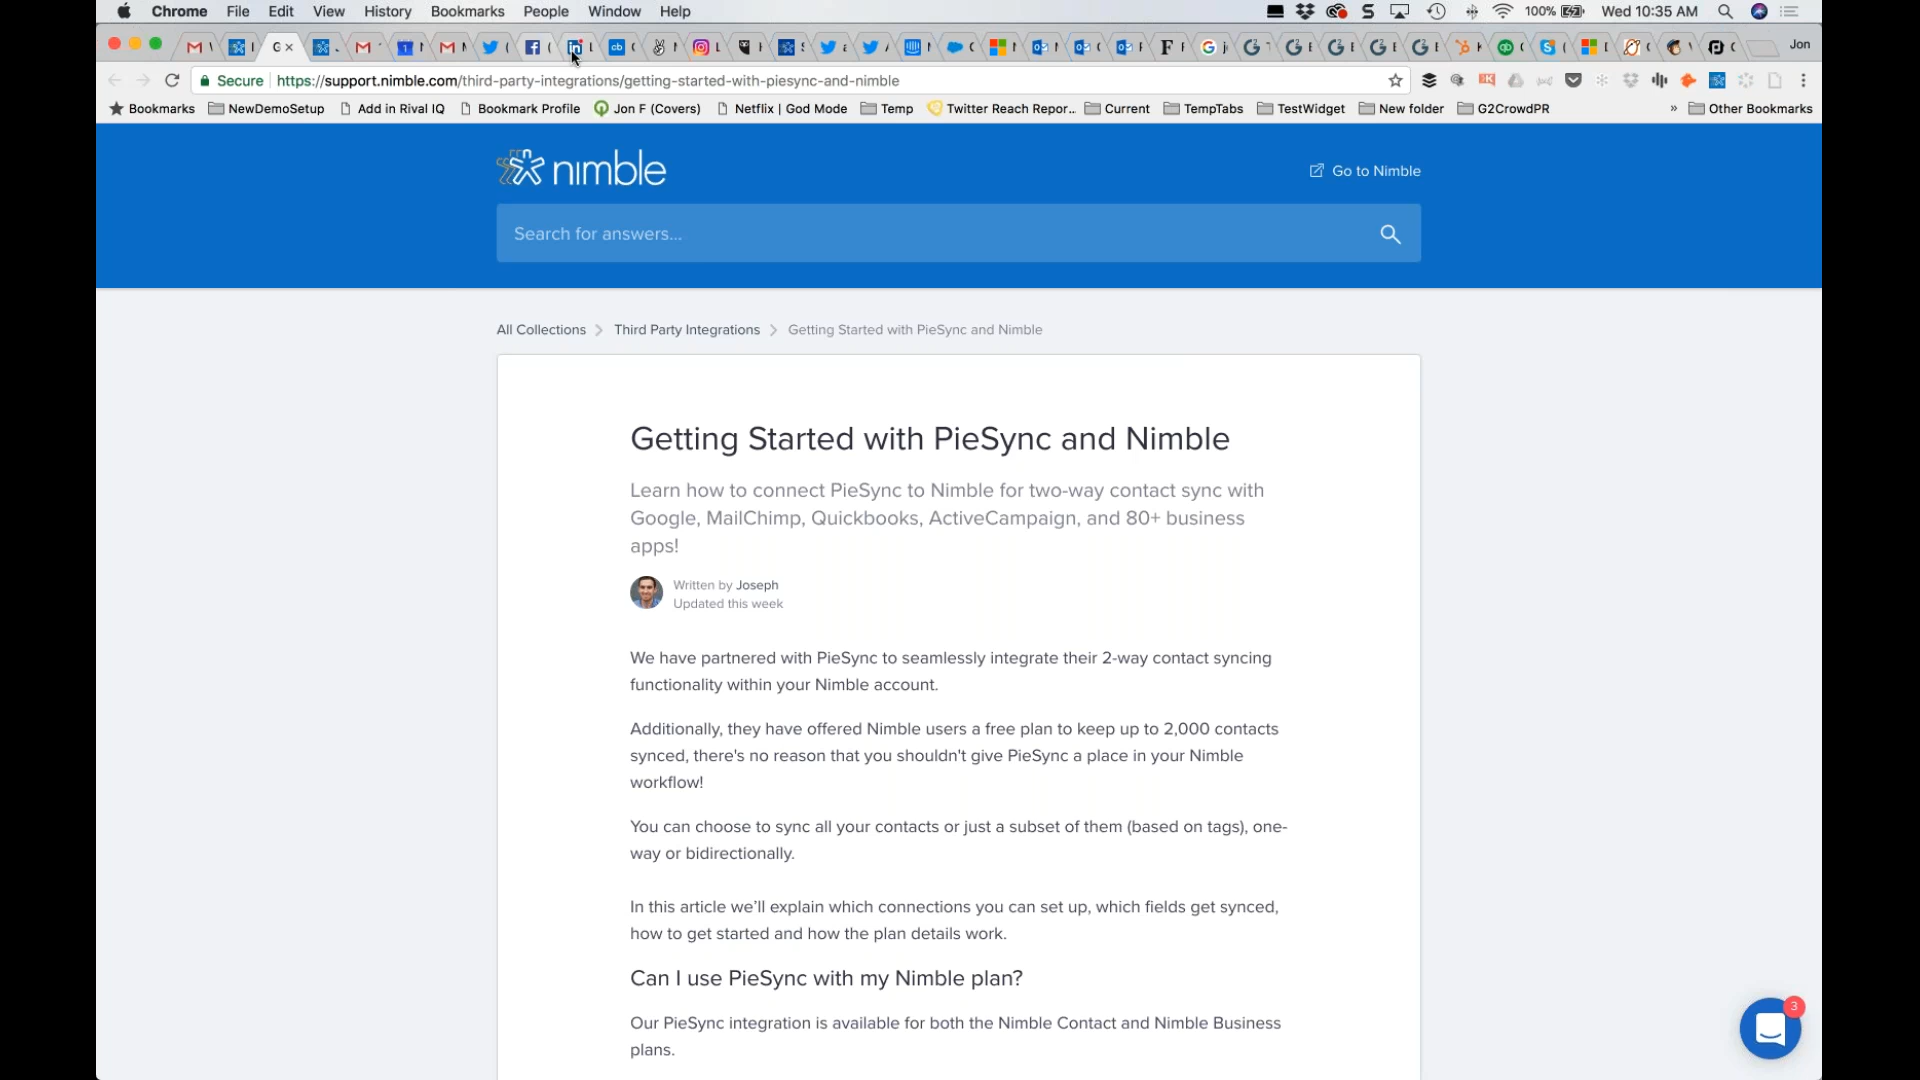 Chrome File Edit View History Bookmarks People Window Help 100% Wed 10:35 AM
Jon
Secure https://support.nimble.com/third-party-integrations/getting-started-with-piesync-and-nimble
Bookmarks NewDemoSetup Add in Rival IQ Bookmark Profile Jon F (Covers) Netflix | God Mode Temp Twitter Reach Repor... Current TempTabs TestWidget New folder G2CrowdPR » Other Bookmarks
nimble
Go to Nimble
Search for answers...
All Collections > Third Party Integrations > Getting Started with PieSync and Nimble
Getting Started with PieSync and Nimble
Learn how to connect PieSync to Nimble for two-way contact sync with
Google, MailChimp, Quickbooks, ActiveCampaign, and 80+ business
apps!
Written by Joseph
Updated this week
We have partnered with PieSync to seamlessly integrate their 2-way contact syncing
functionality within your Nimble account.
Additionally, they have offered Nimble users a free plan to keep up to 2,000 contacts
synced, there's no reason that you shouldn't give PieSync a place in your Nimble
workflow!
You can choose to sync all your contacts or just a subset of them (based on tags), one-
way or bidirectionally.
In this article we’ll explain which connections you can set up, which fields get synced,
how to get started and how the plan details work.
Can I use PieSync with my Nimble plan?
Our PieSync integration is available for both the Nimble Contact and Nimble Business
plans.
3